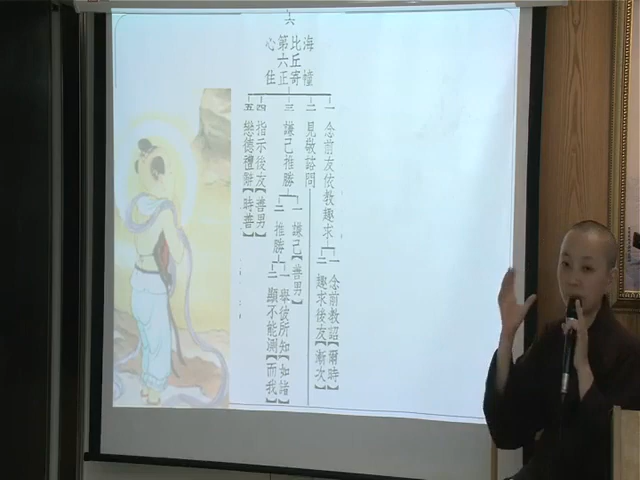 六
海幢
比丘寄
第六正
心住
一 念前友依教趣求
一 念前教詔【爾時】
二 趣求後友【漸次】
二 見敬諮問
三 謙己推勝
一 謙己【善男】
二 推勝
一 舉彼所知【如諸】
二 顯不能測【而我】
四 指示後友【善男】
五 戀德禮辭【時善】